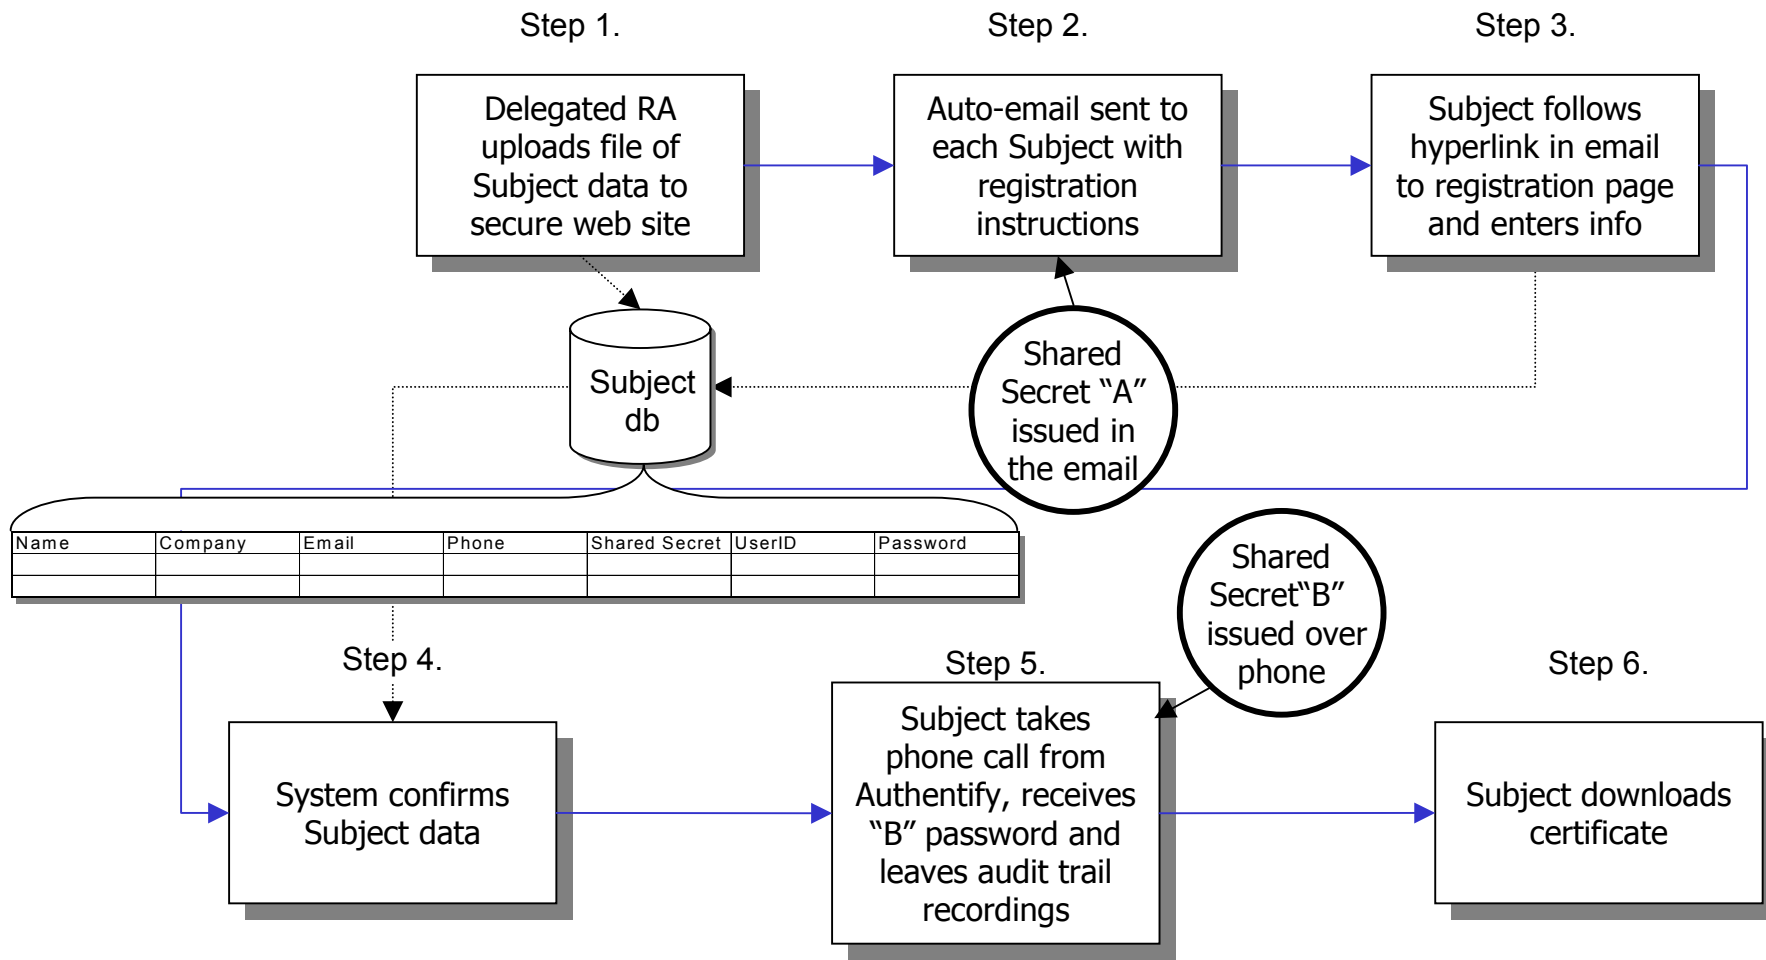 Step 1.
Step 2.
Step 3.
Delegated RA
uploads file of
Subject data to
secure web site
Auto-email sent to
each Subject with
registration
instructions
Subject follows
hyperlink in email
to registration page
and enters info
Subject
db
Shared
Secret “A”
issued in
the email
Name Company Email Phone Shared Secret UserID Password
Shared
Secret“B”
issued over
phone
Step 4.
Step 5.
Step 6.
System confirms
Subject data
Subject takes
phone call from
Authentify, receives
“B” password and
leaves audit trail
recordings
Subject downloads
certificate